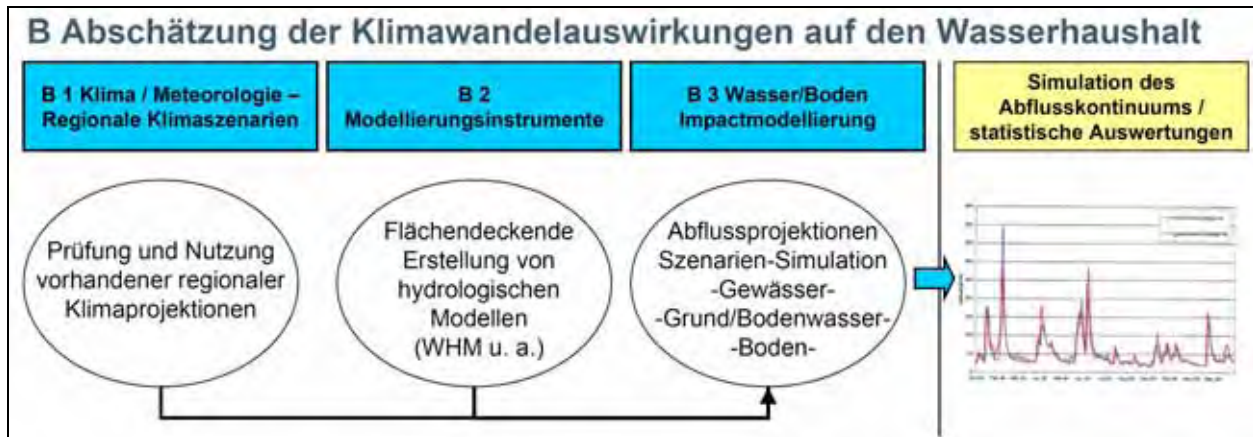 B Abschätzung der Klimawandelauswirkungen auf den Wasserhaushalt
B 1 Klima / Meteorologie –
Regionale Klimaszenarien
B 2
Modellierungsinstrumente
B 3 Wasser/Boden
Impactmodellierung
Simulation des
Abflusskontinuums /
statistische Auswertungen
Prüfung und Nutzung
vorhandener regionaler
Klimaprojektionen
Flächendeckende
Erstellung von
hydrologischen
Modellen
(WHM u. a.)
Abflussprojektionen
Szenarien-Simulation
-Gewässer-
-Grund/Bodenwasser-
-Boden-